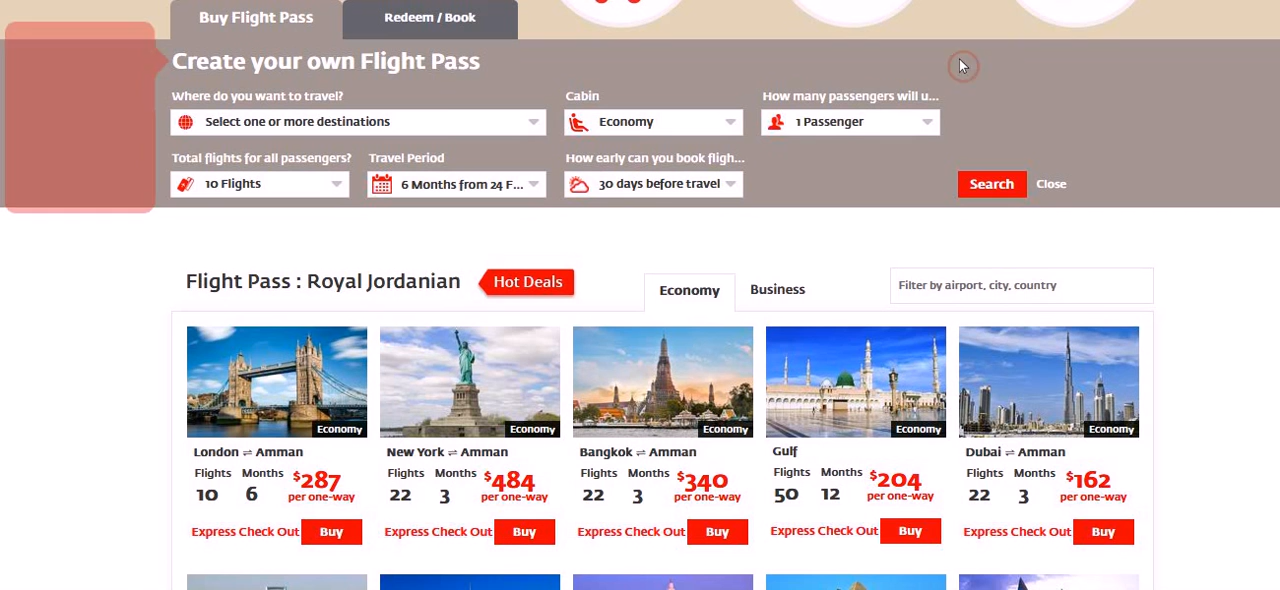 Buy Flight Pass
Redeem / Book
Create your own Flight Pass
Where do you want to travel?
Cabin
How many passengers will u...
Select one or more destinations
Economy
1 Passenger
Total flights for all passengers?
Travel Period
How early can you book fligh...
10 Flights
6 Months from 24 F...
30 days before travel
Search
Close
Flight Pass : Royal Jordanian
Hot Deals
Economy
Business
Filter by airport, city, country
Economy
Economy
Economy
Economy
Economy
London ⇌ Amman
New York ⇌ Amman
Bangkok ⇌ Amman
Gulf
Dubai ⇌ Amman
Flights Months $287
10 6 per one-way
Flights Months $484
22 3 per one-way
Flights Months $340
22 3 per one-way
Flights Months $204
50 12 per one-way
Flights Months $162
22 3 per one-way
Express Check Out Buy
Express Check Out Buy
Express Check Out Buy
Express Check Out Buy
Express Check Out Buy